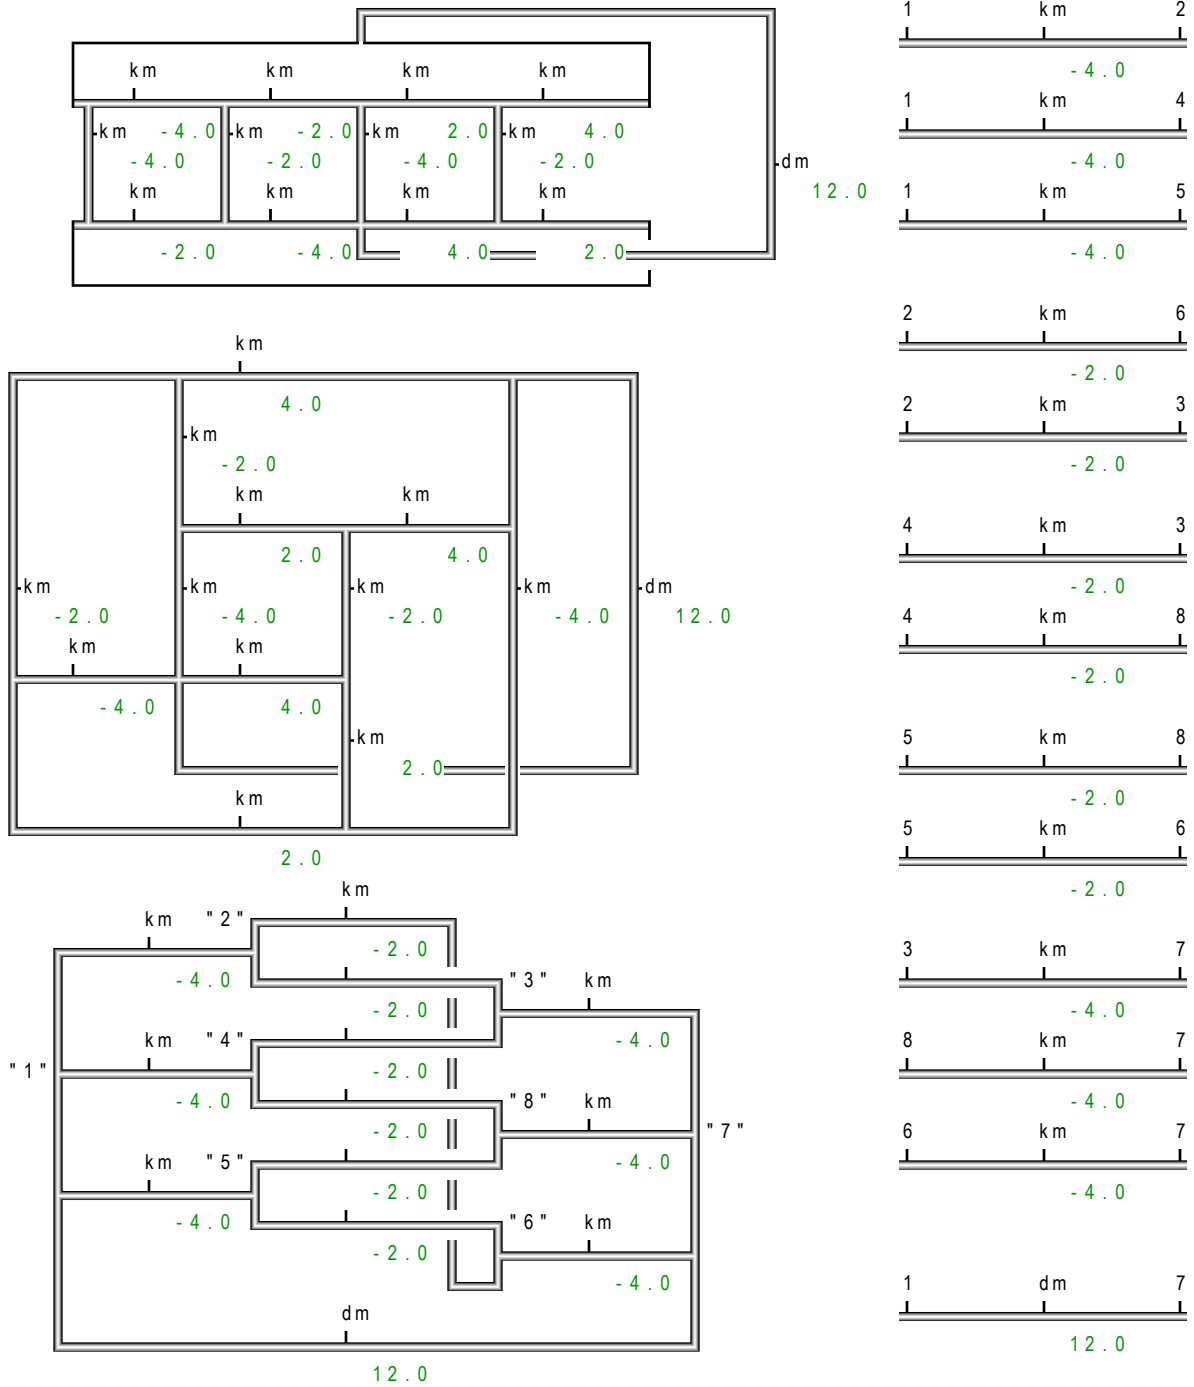 km km km km
km -4.0 km -2.0 km 2.0 km 4.0
-4.0 -2.0 -4.0 -2.0
dm
km km km km
12.0
-2.0 -4.0 4.0 2.0
km
4.0
km
-2.0
km km
2.0 4.0
km km km km dm
-2.0 -4.0 -2.0 -4.0 12.0
km km
-4.0 4.0
km
2.0
km
2.0
km
km "2"
-2.0
-4.0 "3" km
-2.0
km "4" -4.0
"1" -2.0
-4.0 "8" km
-2.0 "7"
km "5" -4.0
-2.0
-4.0 "6" km
-2.0
-4.0
dm
12.0
1 km 2
-4.0
1 km 4
-4.0
1 km 5
-4.0
2 km 6
-2.0
2 km 3
-2.0
4 km 3
-2.0
4 km 8
-2.0
5 km 8
-2.0
5 km 6
-2.0
3 km 7
-4.0
8 km 7
-4.0
6 km 7
-4.0
1 dm 7
12.0